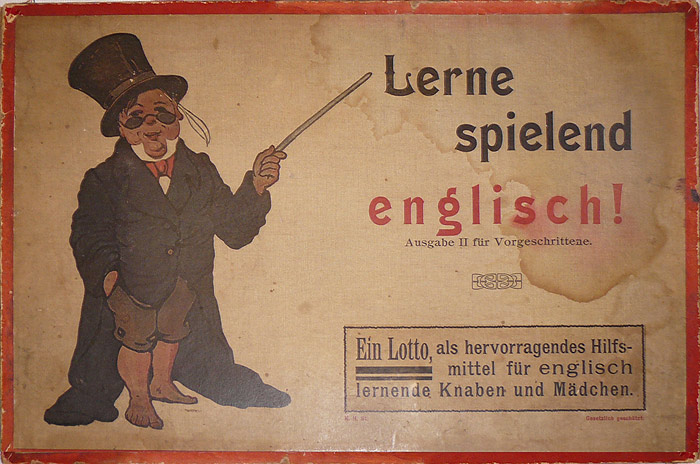 Lerne
spielend
englisch!
Ausgabe II für Vorgeschrittene.
Ein Lotto, als hervorragendes Hilfs-
mittel für englisch
lernende Knaben und Mädchen.
Gesetzlich geschützt.